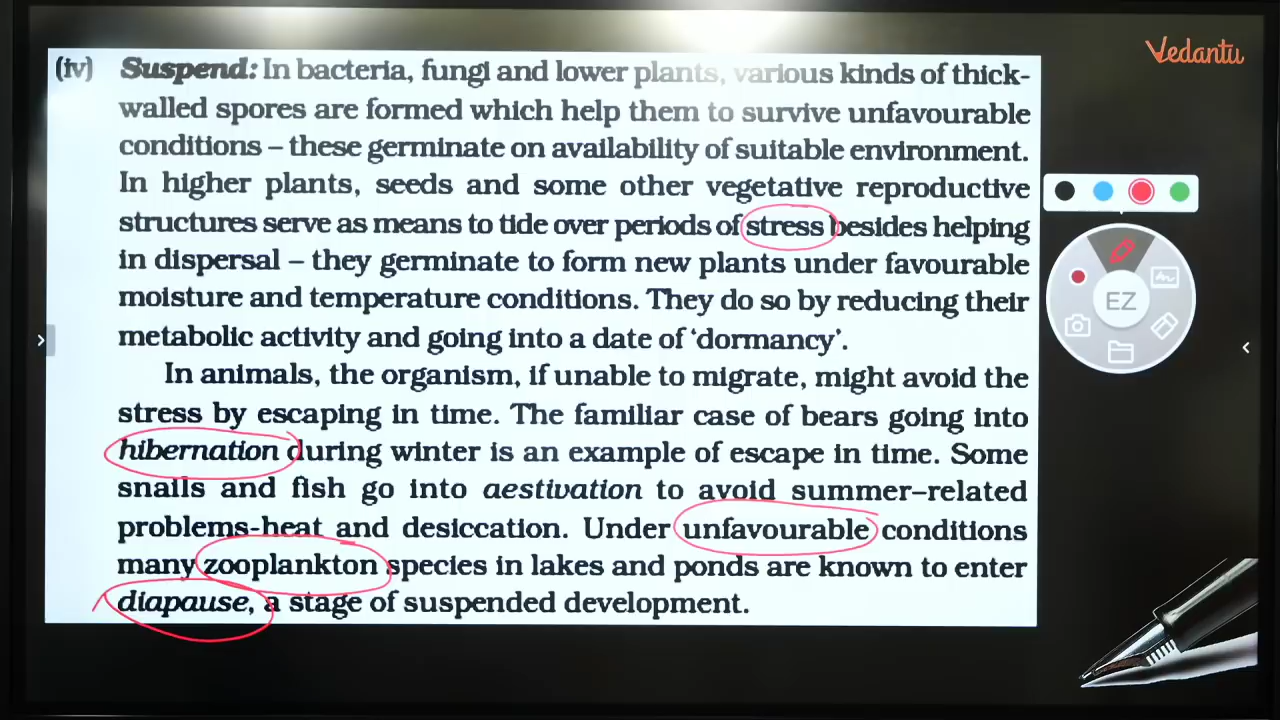 Vedantu
(iv) Suspend: In bacteria, fungi and lower plants, various kinds of thick-
walled spores are formed which help them to survive unfavourable
conditions – these germinate on availability of suitable environment.
In higher plants, seeds and some other vegetative reproductive
structures serve as means to tide over periods of stress besides helping
in dispersal – they germinate to form new plants under favourable
moisture and temperature conditions. They do so by reducing their
metabolic activity and going into a date of ‘dormancy’.
In animals, the organism, if unable to migrate, might avoid the
stress by escaping in time. The familiar case of bears going into
hibernation during winter is an example of escape in time. Some
snails and fish go into aestivation to avoid summer–related
problems-heat and desiccation. Under unfavourable conditions
many zooplankton species in lakes and ponds are known to enter
diapause, a stage of suspended development.
EZ